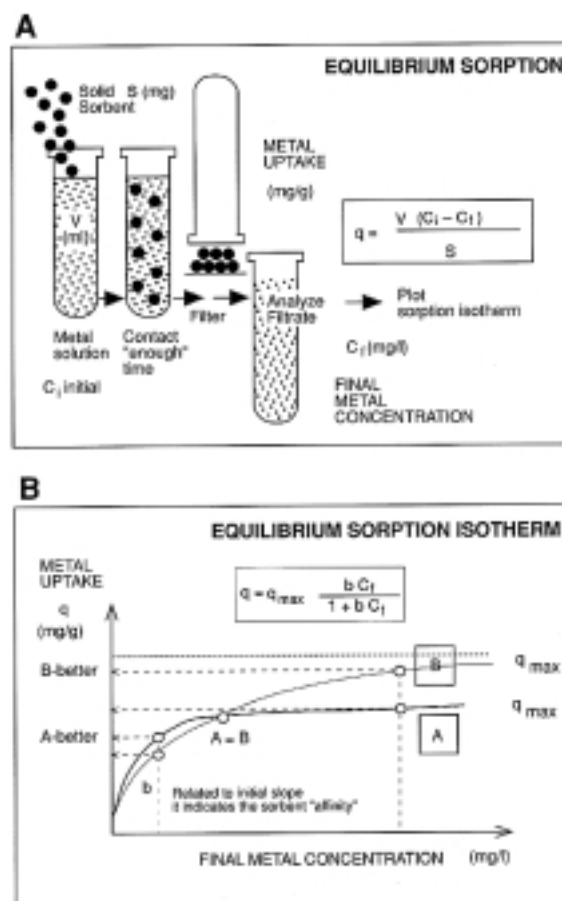 A
EQUILIBRIUM SORPTION
Solid S (mg)
Sorbent
METAL
UPTAKE
(mg/g)
V
(ml)
q = V (Ci – Cf)
S
Metal
solution
Ci initial
Contact
"enough"
time
Filter
Analyze
Filtrate
Plot
sorption isotherm
Cf (mg/l)
FINAL
METAL
CONCENTRATION
B
EQUILIBRIUM SORPTION ISOTHERM
METAL
UPTAKE
q
(mg/g)
q = qmax b Cf
1 + b Cf
B-better
B
qmax
qmax
A-better
A = B
A
b
Related to initial slope
it indicates the sorbent "affinity"
FINAL METAL CONCENTRATION (mg/l)